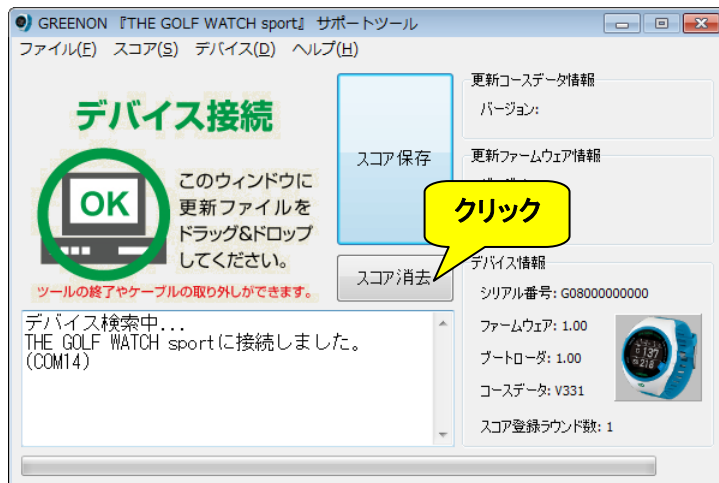 GREENON 『THE GOLF WATCH sport』 サポートツール
ファイル(F) スコア(S) デバイス(D) ヘルプ(H)
デバイス接続
OK
このウィンドウに
更新ファイルを
ドラッグ&ドロップ
してください。
ツールの終了やケーブルの取り外しができます。
スコア保存
クリック
スコア消去
デバイス検索中...
THE GOLF WATCH sportに接続しました。
(COM14)
更新コースデータ情報
バージョン:
更新ファームウェア情報
デバイス情報
シリアル番号: G08000000000
ファームウェア: 1.00
ブートローダ: 1.00
コースデータ: V331
スコア登録ラウンド数: 1